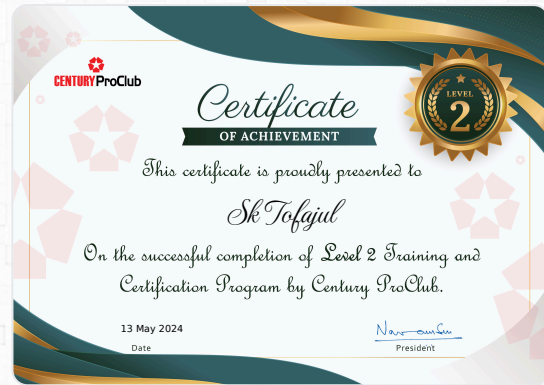 CENTURY ProClub
Certificate
OF ACHIEVEMENT
LEVEL
2
This certificate is proudly presented to
Sk Tofajul
On the successful completion of Level 2 Training and
Certification Program by Century ProClub.
13 May 2024
Date
President